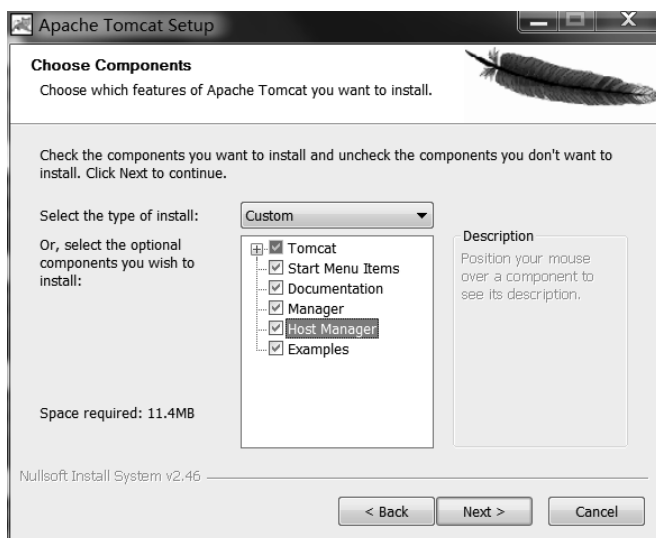 Apache Tomcat Setup
Choose Components
Choose which features of Apache Tomcat you want to install.
Check the components you want to install and uncheck the components you don't want to
install. Click Next to continue.
Select the type of install:
Custom
Or, select the optional
components you wish to
install:
Tomcat
Start Menu Items
Documentation
Manager
Host Manager
Examples
Description
Position your mouse
over a component to
see its description.
Space required: 11.4MB
Nullsoft Install System v2.46
< Back
Next >
Cancel